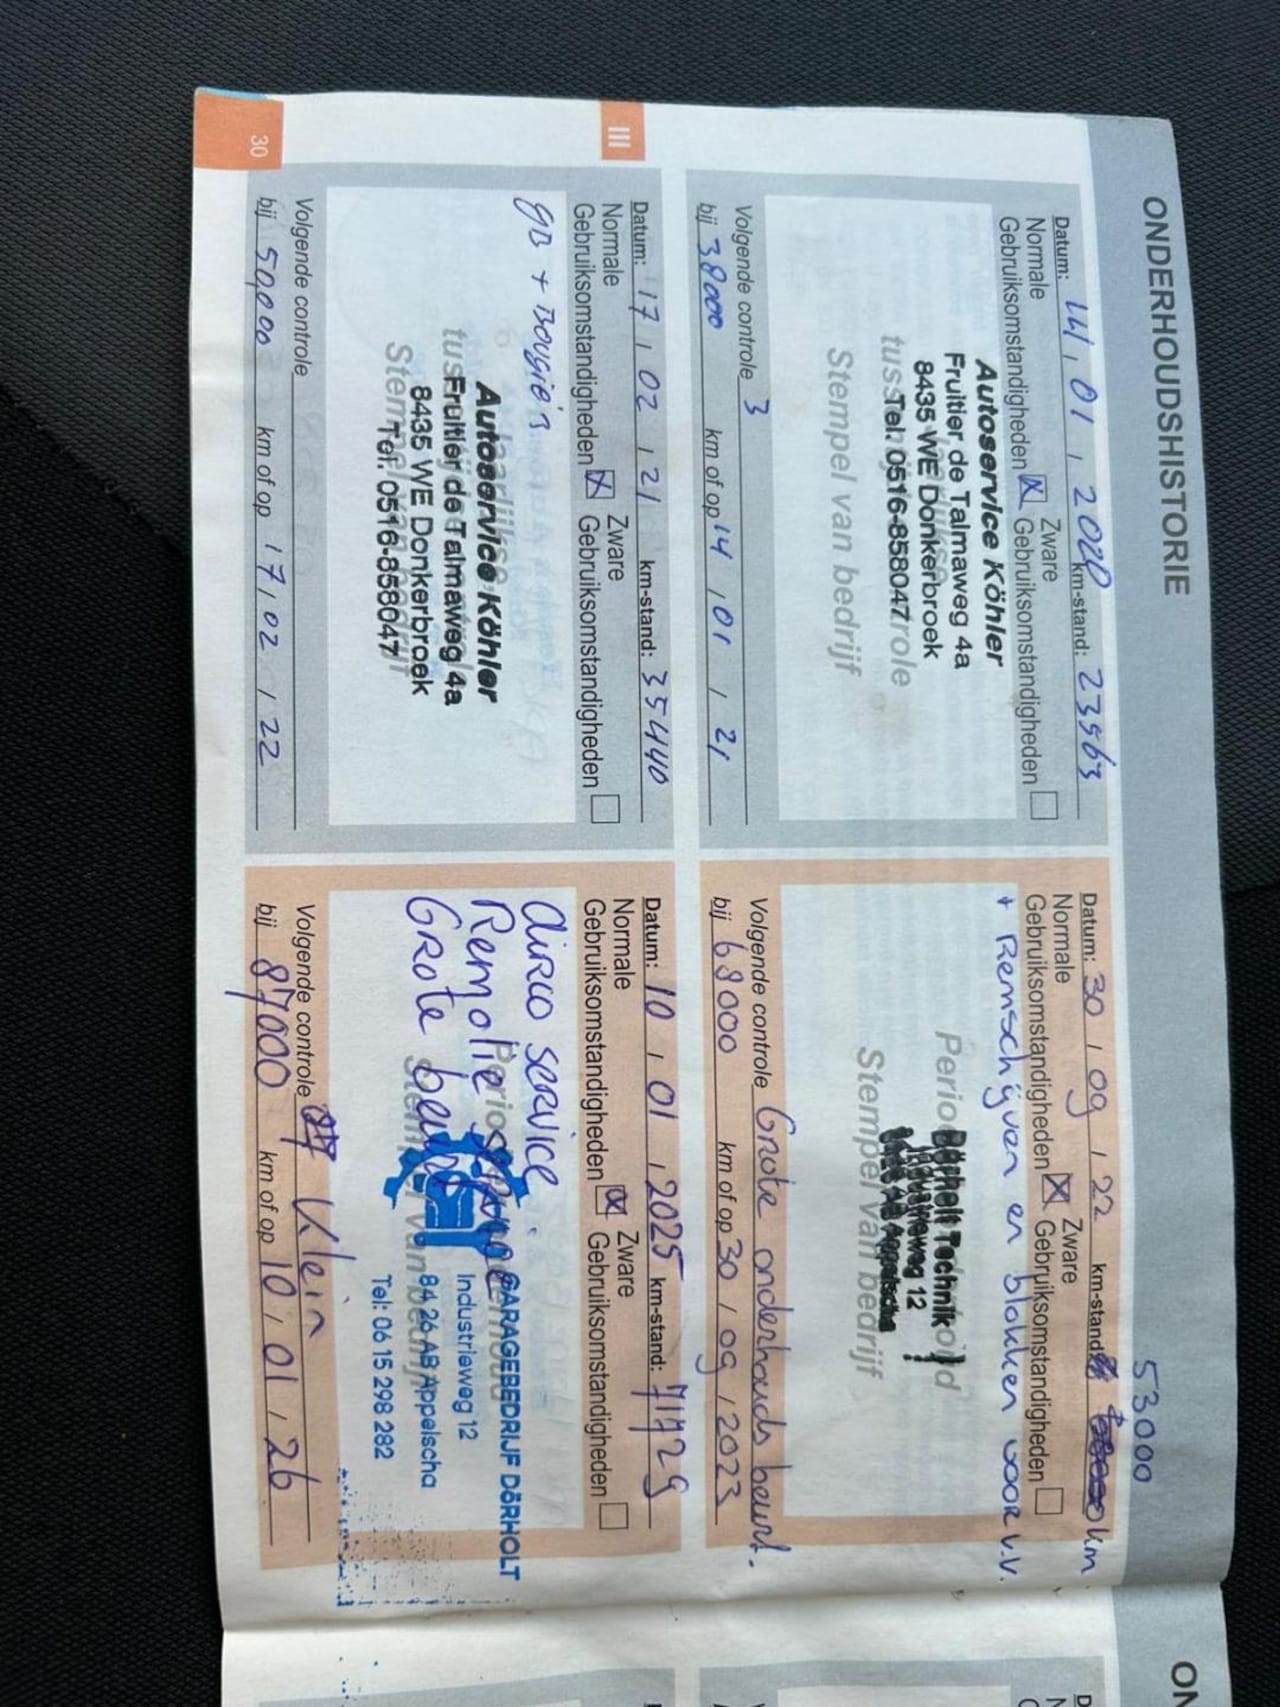 ONDERHOUDSHISTORIE
Datum: 14 / 01 / 2020 km-stand: 23563
Normale Gebruiksomstandigheden ☒ Zware Gebruiksomstandigheden ☐
Autoservice Köhler
Fruitier de Talmaweg 4a
8435 WE Donkerbroek
Tel. 0516-858047
Stempel van bedrijf
Volgende controle 3
bij 38000 km of op 14 / 01 / 21
III
Datum: 17 / 02 / 21 km-stand: 35440
Normale Gebruiksomstandigheden ☒ Zware Gebruiksomstandigheden ☐
GB + Bougie's
Autoservice Köhler
Fruitier de Talmaweg 4a
8435 WE Donkerbroek
Tel. 0516-858047
Volgende controle
bij 50,000 km of op 17 / 02 / 22
30
53000
Datum: 30 / 09 / 22 km-stand: km
Normale Gebruiksomstandigheden ☒ Zware Gebruiksomstandigheden ☐
+ Remschijven en blokken voor v.v.
Dörholt Technik
Industrieweg 12
Stempel van bedrijf
Volgende controle Grote onderhouds beurt.
bij 68000 km of op 30 / 09 / 2023
Datum: 10 / 01 / 2025 km-stand: 71729
Normale Gebruiksomstandigheden ☒ Zware Gebruiksomstandigheden ☐
Airco service
Remolie
Grote beurt
GARAGEBEDRIJF DÖRHOLT
Industrieweg 12
8426 AB Appelscha
Tel: 06 15 298 282
Volgende controle Klein
bij 87000 km of op 10 / 01 / 26
ON